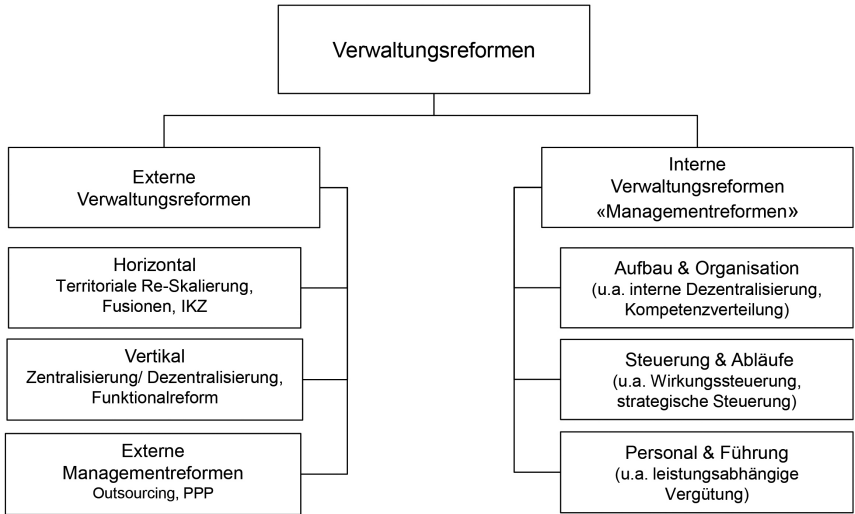 Verwaltungsreformen
Externe
Verwaltungsreformen
Horizontal
Territoriale Re-Skalierung,
Fusionen, IKZ
Vertikal
Zentralisierung/ Dezentralisierung,
Funktionalreform
Externe
Managementreformen
Outsourcing, PPP
Interne
Verwaltungsreformen
«Managementreformen»
Aufbau & Organisation
(u.a. interne Dezentralisierung,
Kompetenzverteilung)
Steuerung & Abläufe
(u.a. Wirkungssteuerung,
strategische Steuerung)
Personal & Führung
(u.a. leistungsabhängige
Vergütung)